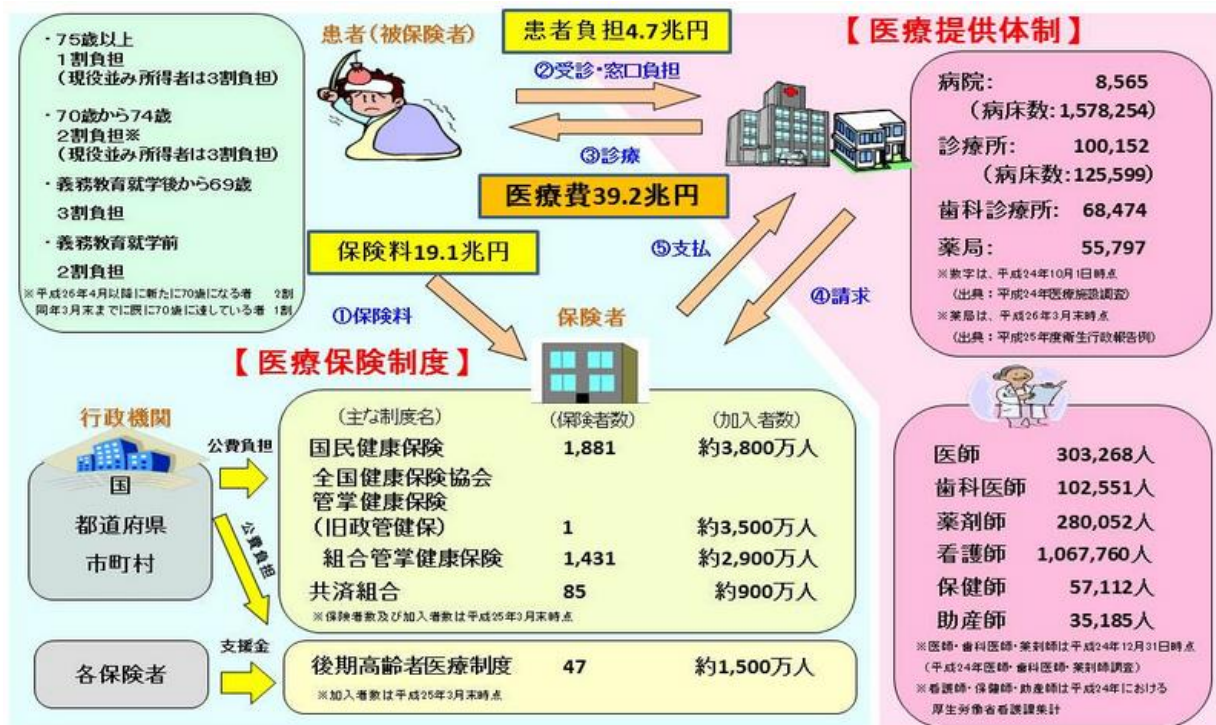 ・75歳以上
1割負担
(現役並み所得者は3割負担)
・70歳から74歳
2割負担※
(現役並み所得者は3割負担)
・義務教育就学後から69歳
3割負担
・義務教育就学前
2割負担
※平成26年4月以降に新たに70歳になる者 2割
同年3月末までに既に70歳に達している者 1割
患者(被保険者)
患者負担4.7兆円
②受診・窓口負担
③診療
医療費39.2兆円
保険料19.1兆円
①保険料
⑤支払
④請求
保険者
【医療提供体制】
病院: 8,565
(病床数:1,578,254)
診療所: 100,152
(病床数:125,599)
歯科診療所: 68,474
薬局: 55,797
※数字は、平成24年10月1日時点
(出典:平成24年医療施設調査)
※薬局は、平成26年3月末時点
(出典:平成25年度衛生行政報告例)
【医療保険制度】
行政機関
国
都道府県
市町村
公費負担
公費負担
(主な制度名) (保険者数) (加入者数)
国民健康保険 1,881 約3,800万人
全国健康保険協会
管掌健康保険
(旧政管健保) 1 約3,500万人
組合管掌健康保険 1,431 約2,900万人
共済組合 85 約900万人
※保険者数及び加入者数は平成25年3月末時点
各保険者
支援金
後期高齢者医療制度 47 約1,500万人
※加入者数は平成25年3月末時点
医師 303,268人
歯科医師 102,551人
薬剤師 280,052人
看護師 1,067,760人
保健師 57,112人
助産師 35,185人
※医師・歯科医師・薬剤師は平成24年12月31日時点
(平成24年医師・歯科医師・薬剤師調査)
※看護師・保健師・助産師は平成24年における
厚生労働省看護課集計